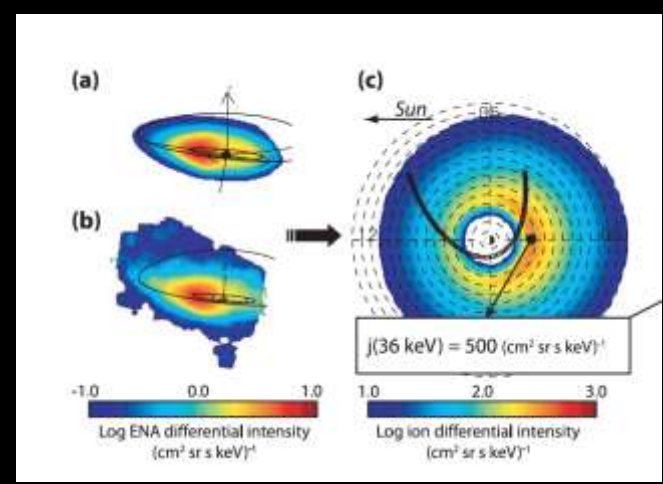 (a)
(b)
(c)
Sun
06
12
j(36 keV) = 500 (cm² sr s keV)⁻¹
-1.0 0.0 1.0
Log ENA differential intensity
(cm² sr s keV)⁻¹
1.0 2.0 3.0
Log ion differential intensity
(cm² sr s keV)⁻¹